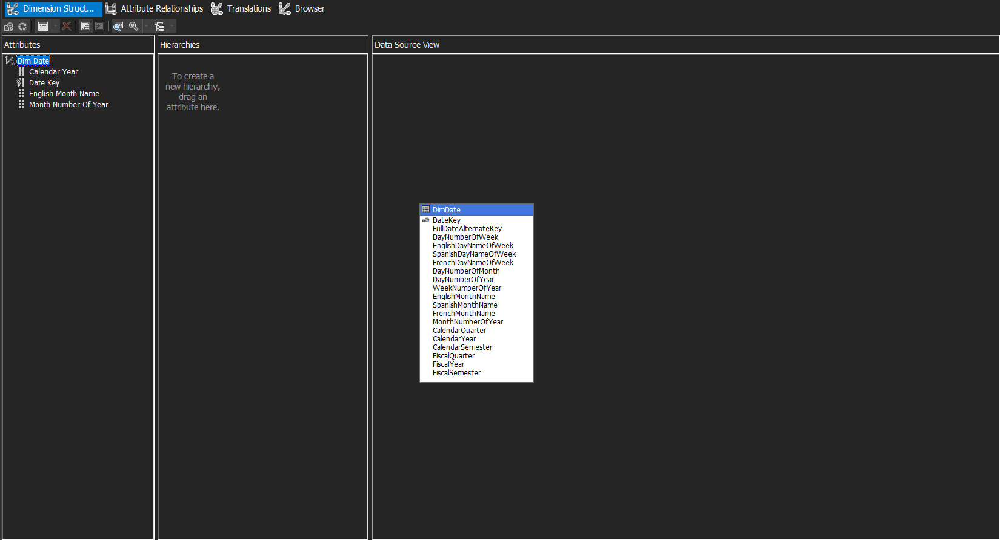 Dimension Struct... Attribute Relationships Translations Browser
Attributes
Dim Date
Calendar Year
Date Key
English Month Name
Month Number Of Year
Hierarchies
To create a
new hierarchy,
drag an
attribute here.
Data Source View
DimDate
DateKey
FullDateAlternateKey
DayNumberOfWeek
EnglishDayNameOfWeek
SpanishDayNameOfWeek
FrenchDayNameOfWeek
DayNumberOfMonth
DayNumberOfYear
WeekNumberOfYear
EnglishMonthName
SpanishMonthName
FrenchMonthName
MonthNumberOfYear
CalendarQuarter
CalendarYear
CalendarSemester
FiscalQuarter
FiscalYear
FiscalSemester